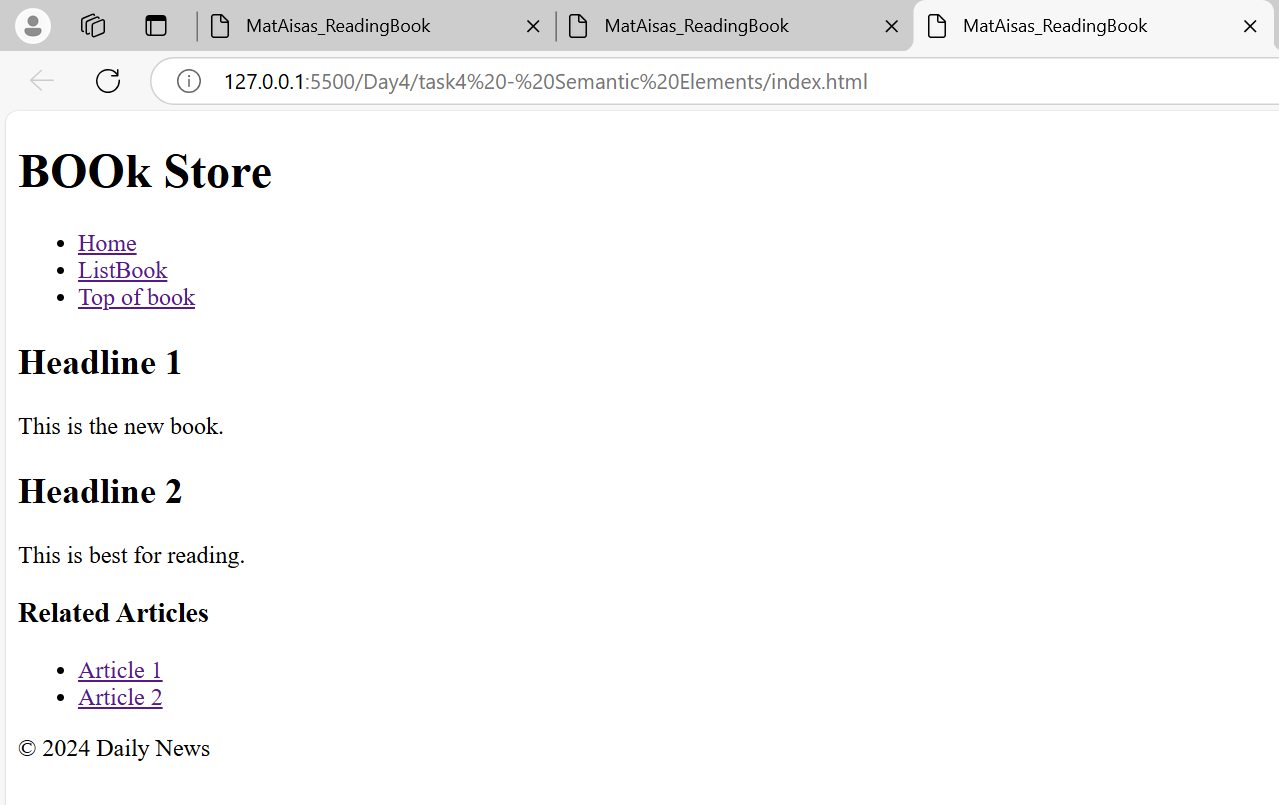 MatAisas_ReadingBook MatAisas_ReadingBook MatAisas_ReadingBook
127.0.0.1:5500/Day4/task4%20-%20Semantic%20Elements/index.html
BOOk Store
• Home
• ListBook
• Top of book
Headline 1
This is the new book.
Headline 2
This is best for reading.
Related Articles
• Article 1
• Article 2
© 2024 Daily News